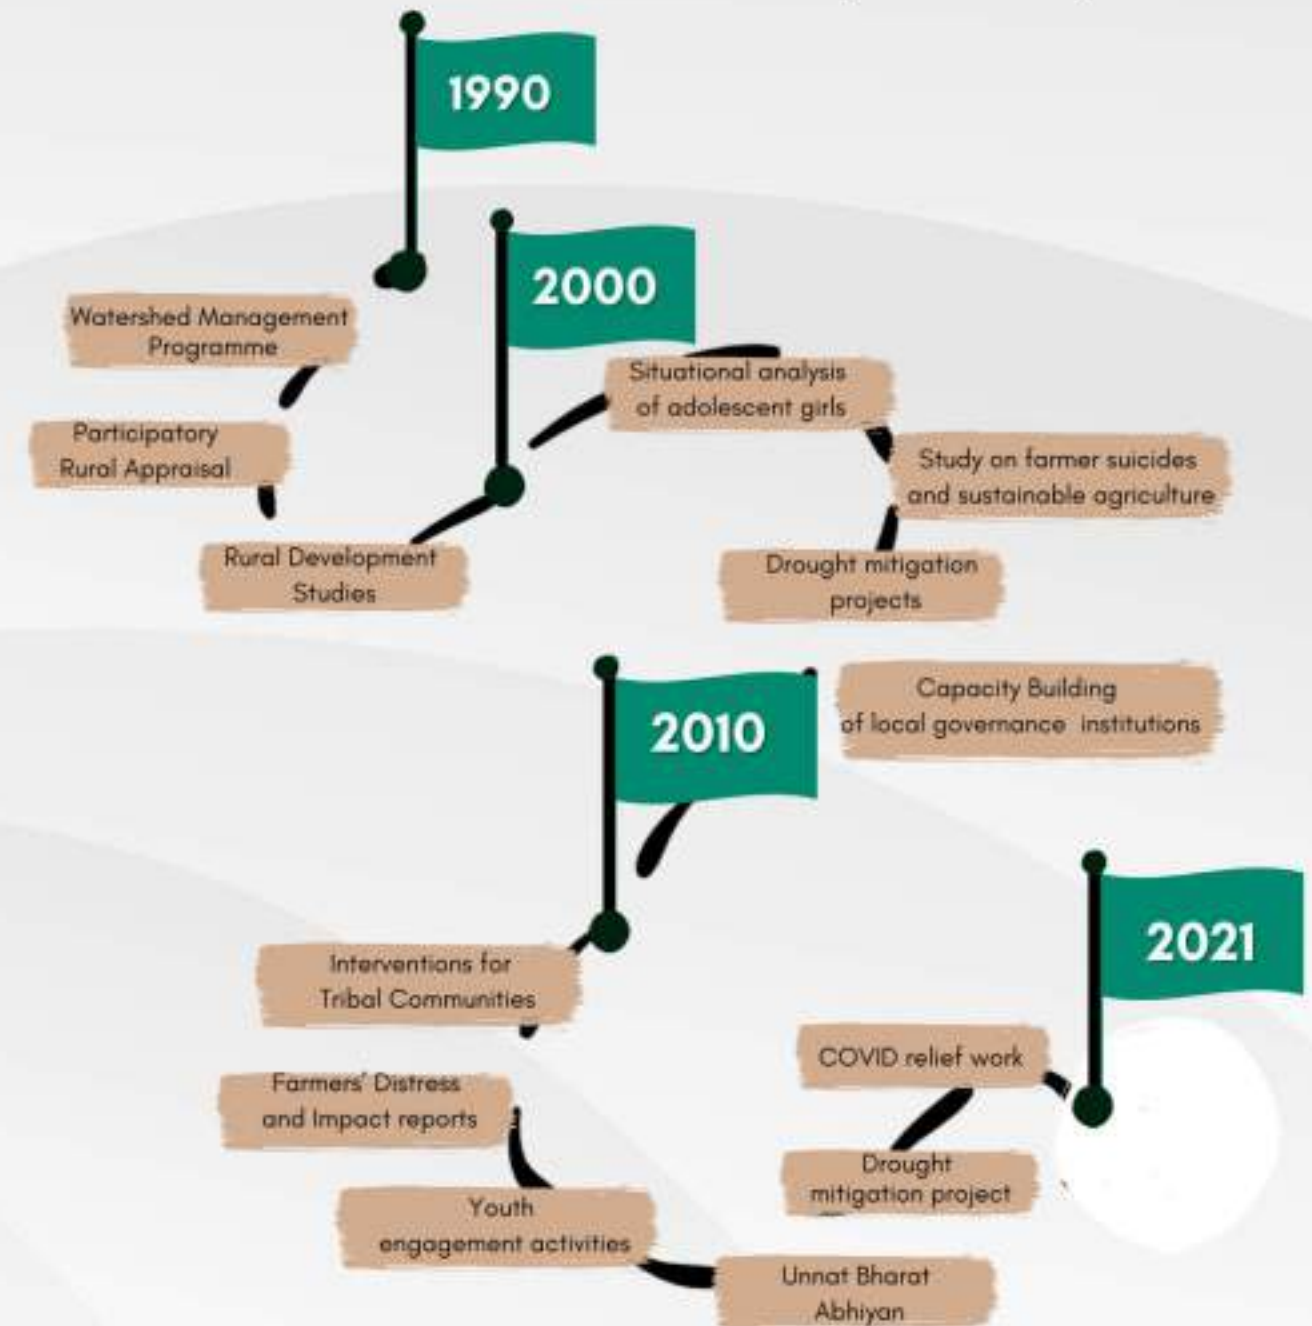 1990
Watershed Management
Programme
Participatory
Rural Appraisal
Rural Development
Studies
2000
Situational analysis
of adolescent girls
Study on farmer suicides
and sustainable agriculture
Drought mitigation
projects
Capacity Building
of local governance institutions
2010
Interventions for
Tribal Communities
Farmers' Distress
and Impact reports
Youth
engagement activities
Unnat Bharat
Abhiyan
Drought
mitigation project
COVID relief work
2021